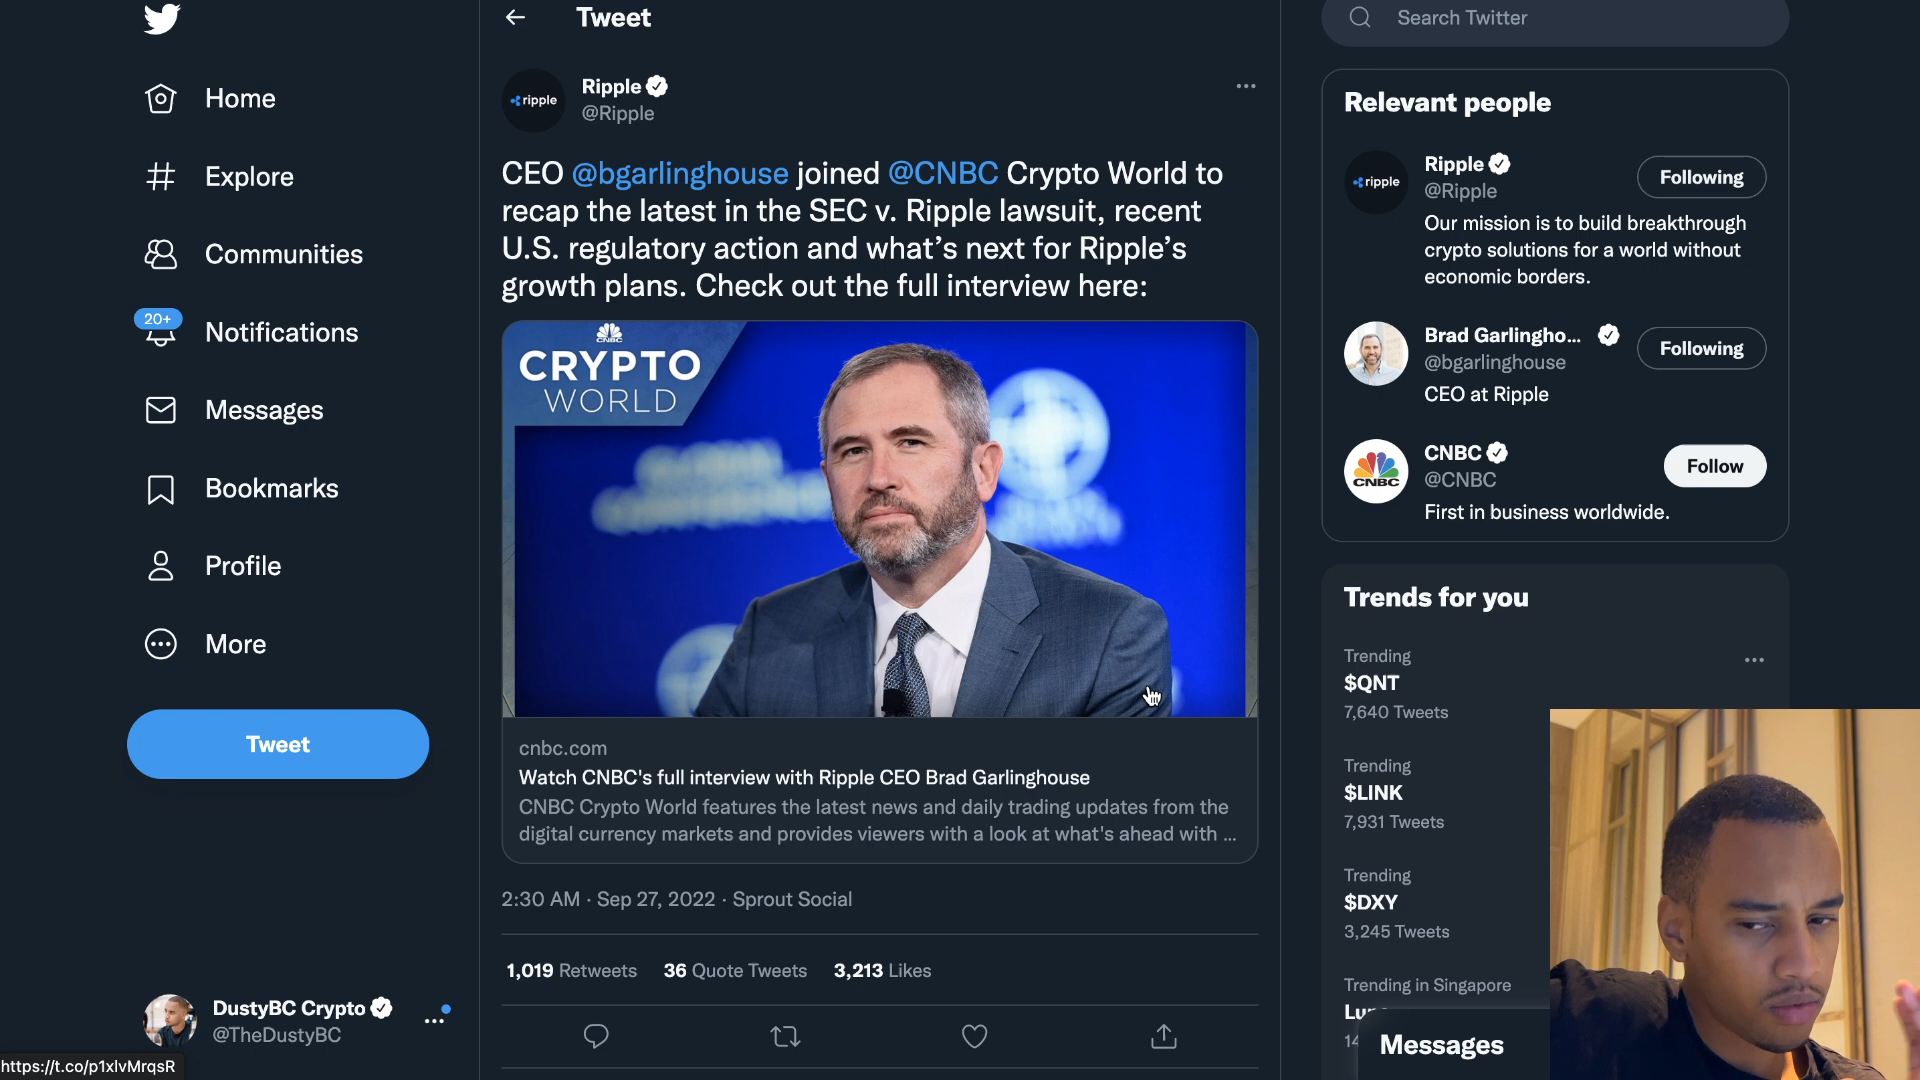 Home
Explore
Communities
20+
Notifications
Messages
Bookmarks
Profile
More
Tweet
DustyBC Crypto
@TheDustyBC
https://t.co/p1xlvMrqsR
Tweet
ripple
Ripple
@Ripple
CEO @bgarlinghouse joined @CNBC Crypto World to
recap the latest in the SEC v. Ripple lawsuit, recent
U.S. regulatory action and what's next for Ripple's
growth plans. Check out the full interview here:
CNBC
CRYPTO
WORLD
cnbc.com
Watch CNBC's full interview with Ripple CEO Brad Garlinghouse
CNBC Crypto World features the latest news and daily trading updates from the
digital currency markets and provides viewers with a look at what's ahead with ...
2:30 AM · Sep 27, 2022 · Sprout Social
1,019 Retweets 36 Quote Tweets 3,213 Likes
Search Twitter
Relevant people
ripple
Ripple
@Ripple
Following
Our mission is to build breakthrough
crypto solutions for a world without
economic borders.
Brad Garlingho...
@bgarlinghouse
Following
CEO at Ripple
CNBC
CNBC
@CNBC
Follow
First in business worldwide.
Trends for you
Trending
$QNT
7,640 Tweets
Trending
$LINK
7,931 Tweets
Trending
$DXY
3,245 Tweets
Trending in Singapore
Messages